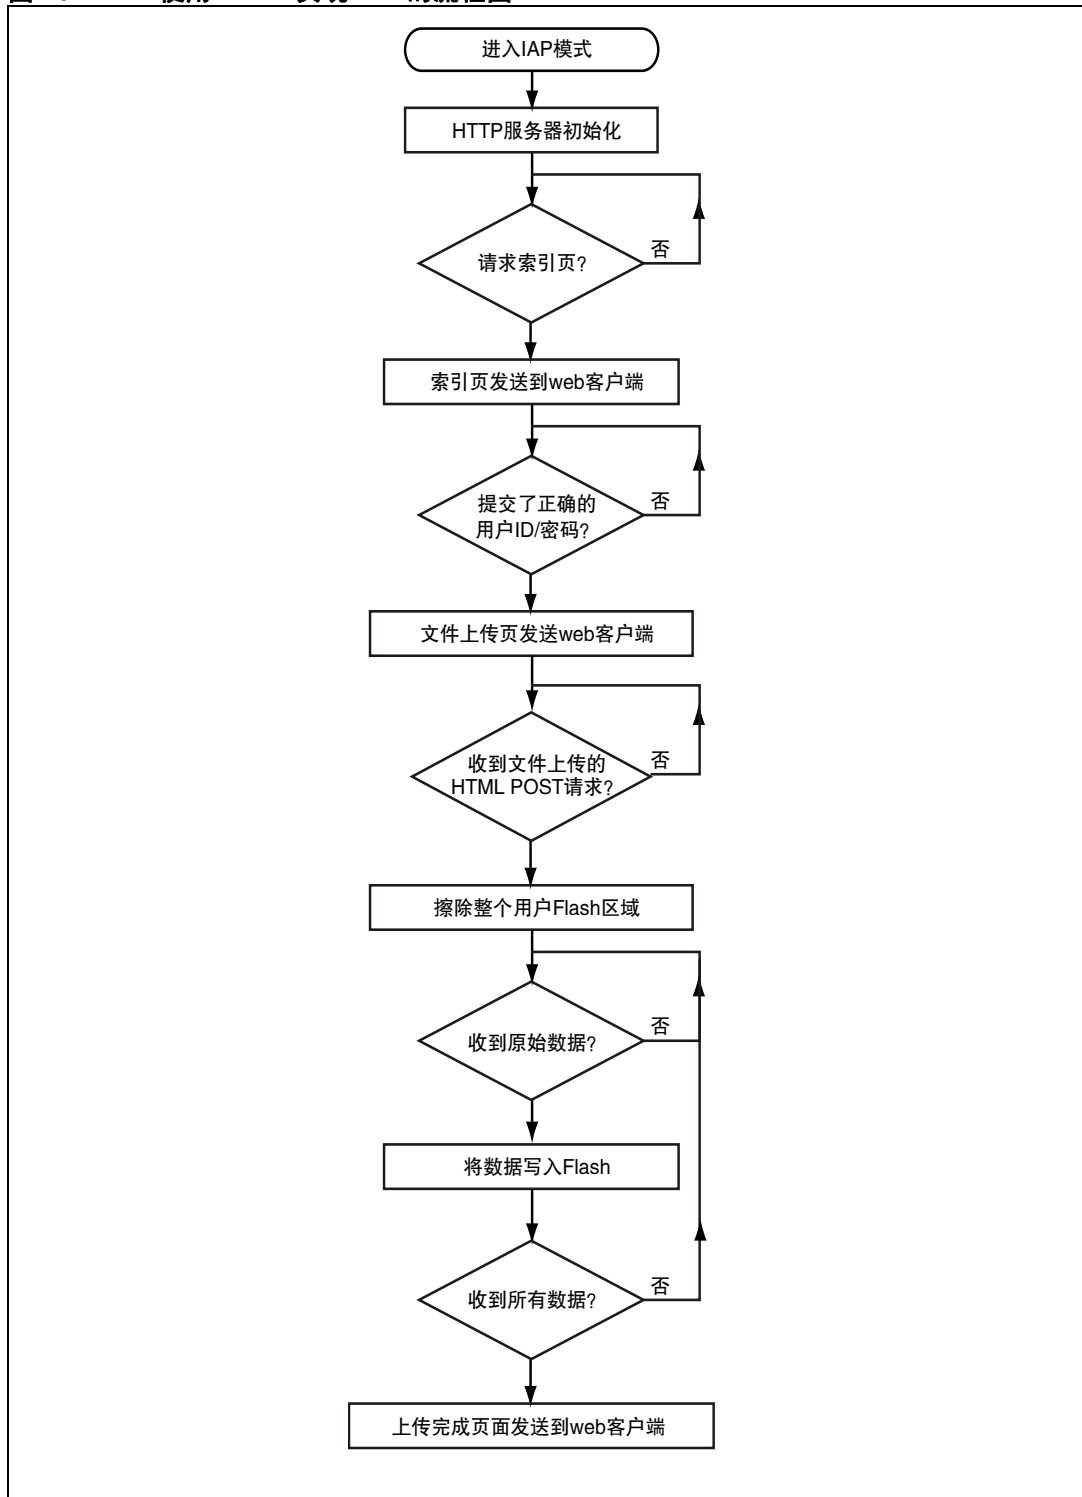 进入IAP模式
HTTP服务器初始化
请求索引页?
否
索引页发送到web客户端
提交了正确的
用户ID/密码?
否
文件上传页发送web客户端
收到文件上传的
HTML POST请求?
否
擦除整个用户Flash区域
收到原始数据?
否
将数据写入Flash
收到所有数据?
否
上传完成页面发送到web客户端